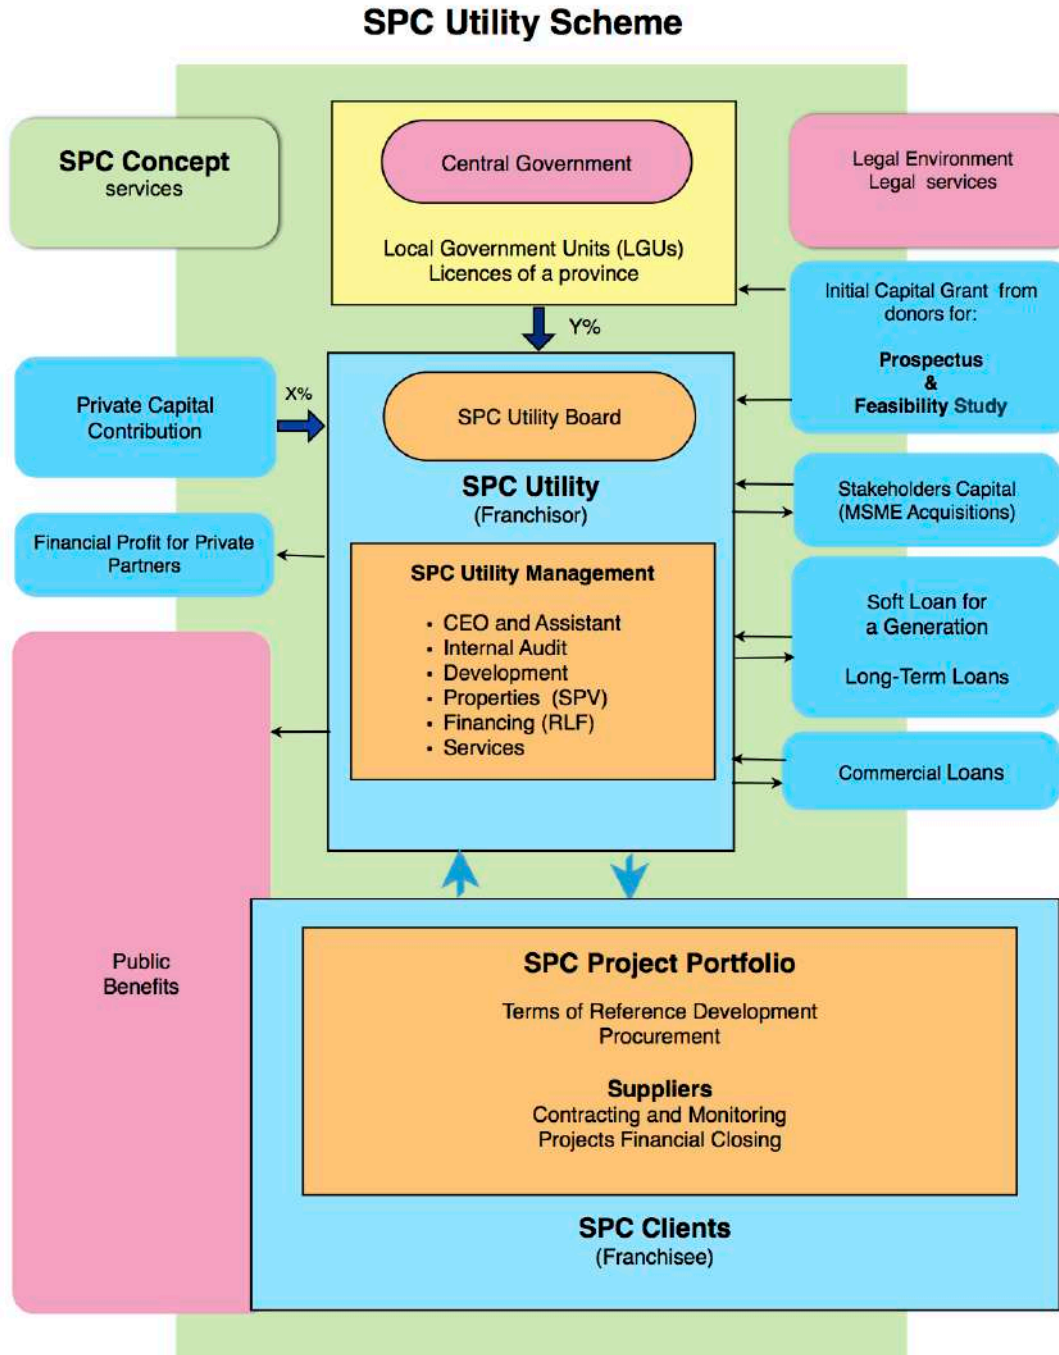 SPC Utility Scheme
SPC Concept
services
Central Government
Local Government Units (LGUs)
Licences of a province
Legal Environment
Legal services
Initial Capital Grant from
donors for:
Prospectus
&
Feasibility Study
Y%
X%
Private Capital
Contribution
SPC Utility Board
SPC Utility
(Franchisor)
Stakeholders Capital
(MSME Acquisitions)
Financial Profit for Private
Partners
SPC Utility Management
• CEO and Assistant
• Internal Audit
• Development
• Properties (SPV)
• Financing (RLF)
• Services
Soft Loan for
a Generation
Long-Term Loans
Commercial Loans
Public
Benefits
SPC Project Portfolio
Terms of Reference Development
Procurement
Suppliers
Contracting and Monitoring
Projects Financial Closing
SPC Clients
(Franchisee)